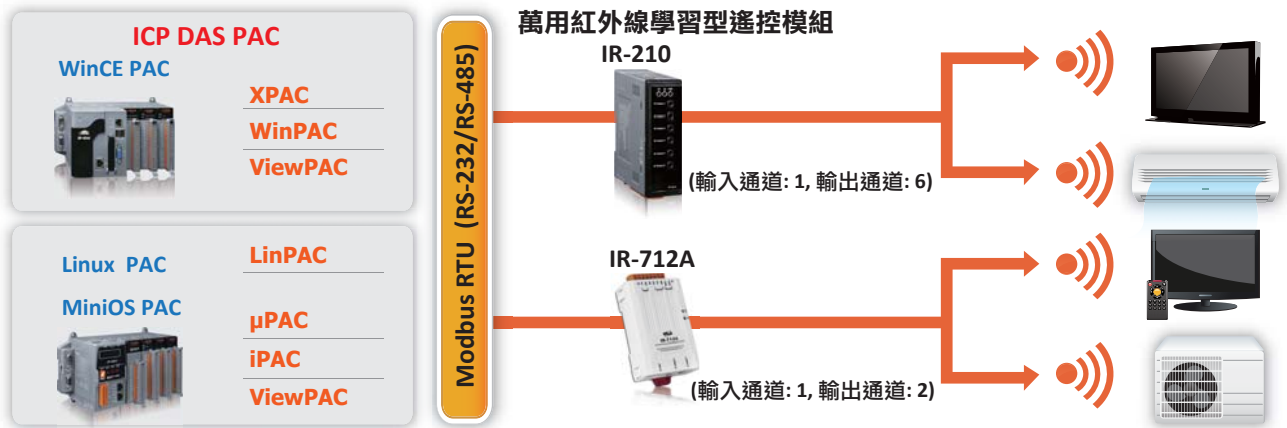 ICP DAS PAC
WinCE PAC
XPAC
WinPAC
ViewPAC
Linux PAC
LinPAC
MiniOS PAC
µPAC
iPAC
ViewPAC
Modbus RTU (RS-232/RS-485)
萬用紅外線學習型遙控模組
IR-210
(輸入通道: 1, 輸出通道: 6)
IR-712A
(輸入通道: 1, 輸出通道: 2)